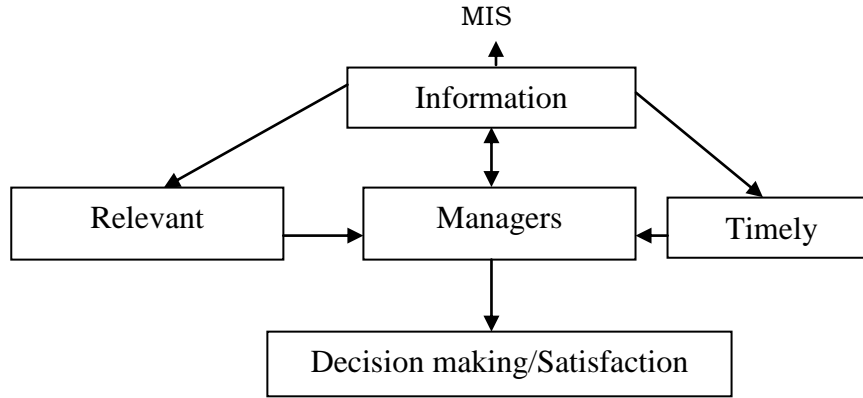 MIS
Information
Relevant
Managers
Timely
Decision making/Satisfaction